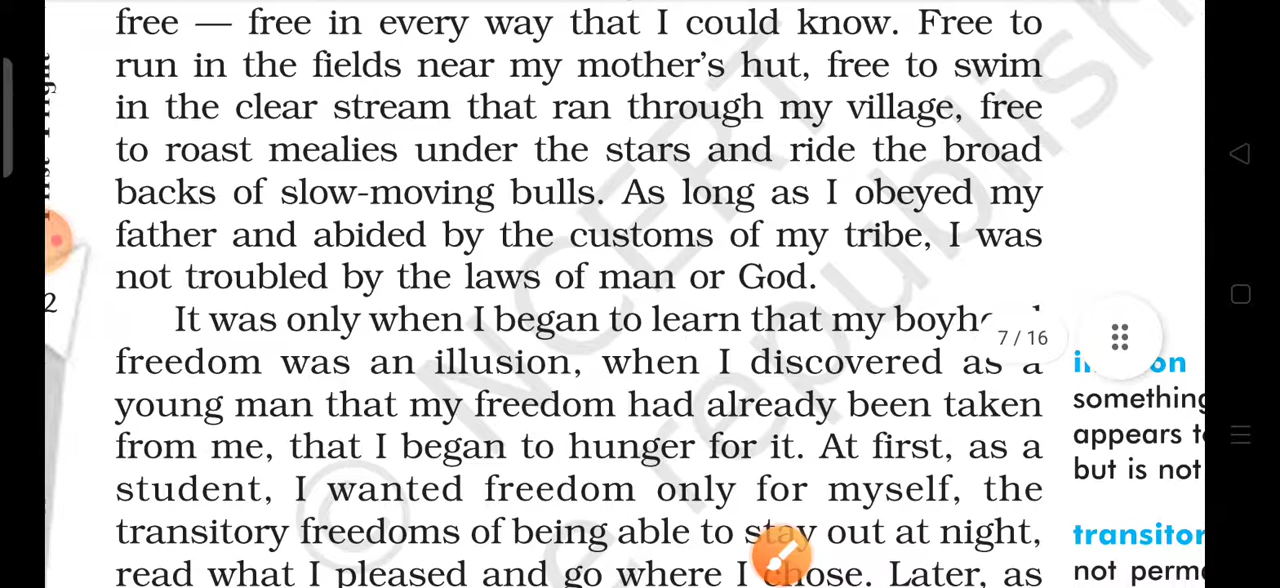 free — free in every way that I could know. Free to
run in the fields near my mother's hut, free to swim
in the clear stream that ran through my village, free
to roast mealies under the stars and ride the broad
backs of slow-moving bulls. As long as I obeyed my
father and abided by the customs of my tribe, I was
not troubled by the laws of man or God.
2
It was only when I began to learn that my
7 / 16
freedom was an illusion, when I discovered as a
young man that my freedom had already been taken
from me, that I began to hunger for it. At first, as a
student, I wanted freedom only for myself, the
transitory freedoms of being able to stay out at night,
read what I pleased and go where I chose. Later, as
something
appears
but is not
not
© NCERT